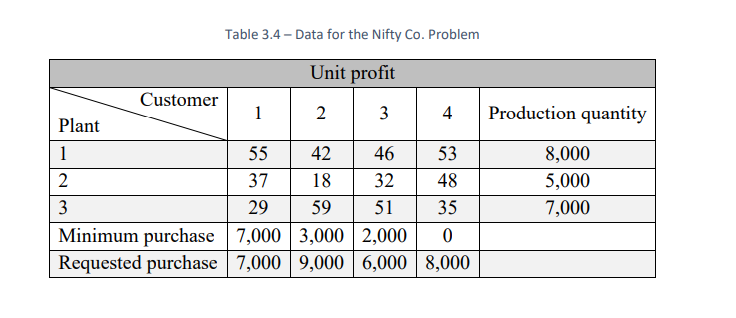 Table 3.4 – Data for the Nifty Co. Problem
Unit profit
Customer
Plant
1 2 3 4 Production quantity
1 55 42 46 53 8,000
2 37 18 32 48 5,000
3 29 59 51 35 7,000
Minimum purchase 7,000 3,000 2,000 0
Requested purchase 7,000 9,000 6,000 8,000